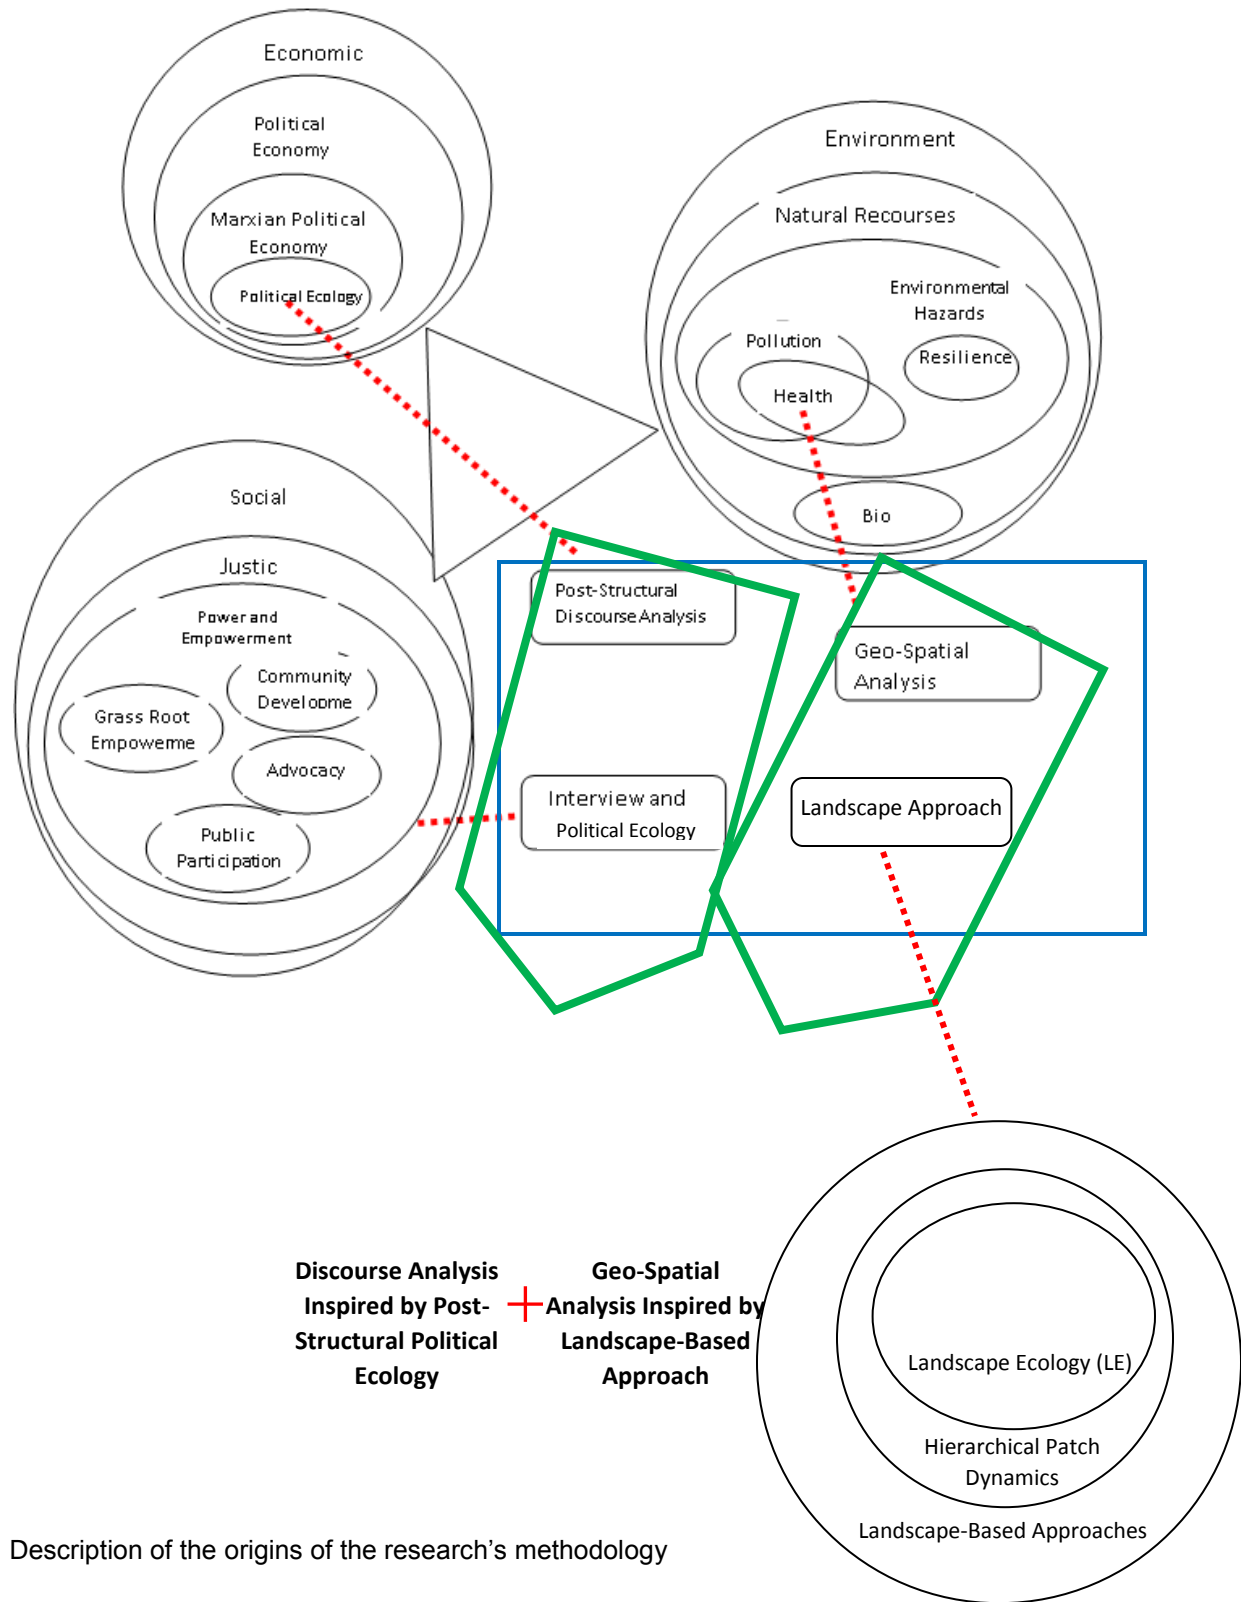 Economic
Political
Economy
Marxian Political
Economy
Political Ecology
Environment
Natural Recourses
Environmental
Hazards
Pollution
Resilience
Health
Bio
Social
Justic
Power and
Empowerment
Community
Developme
Grass Root
Empowerme
Advocacy
Public
Participation
Post-Structural
Discourse Analysis
Geo-Spatial
Analysis
Interview and
Political Ecology
Landscape Approach
Discourse Analysis
Inspired by Post-
Structural Political
Ecology
Geo-Spatial
Analysis Inspired by
Landscape-Based
Approach
Landscape Ecology (LE)
Hierarchical Patch
Dynamics
Landscape-Based Approaches
Description of the origins of the research’s methodology